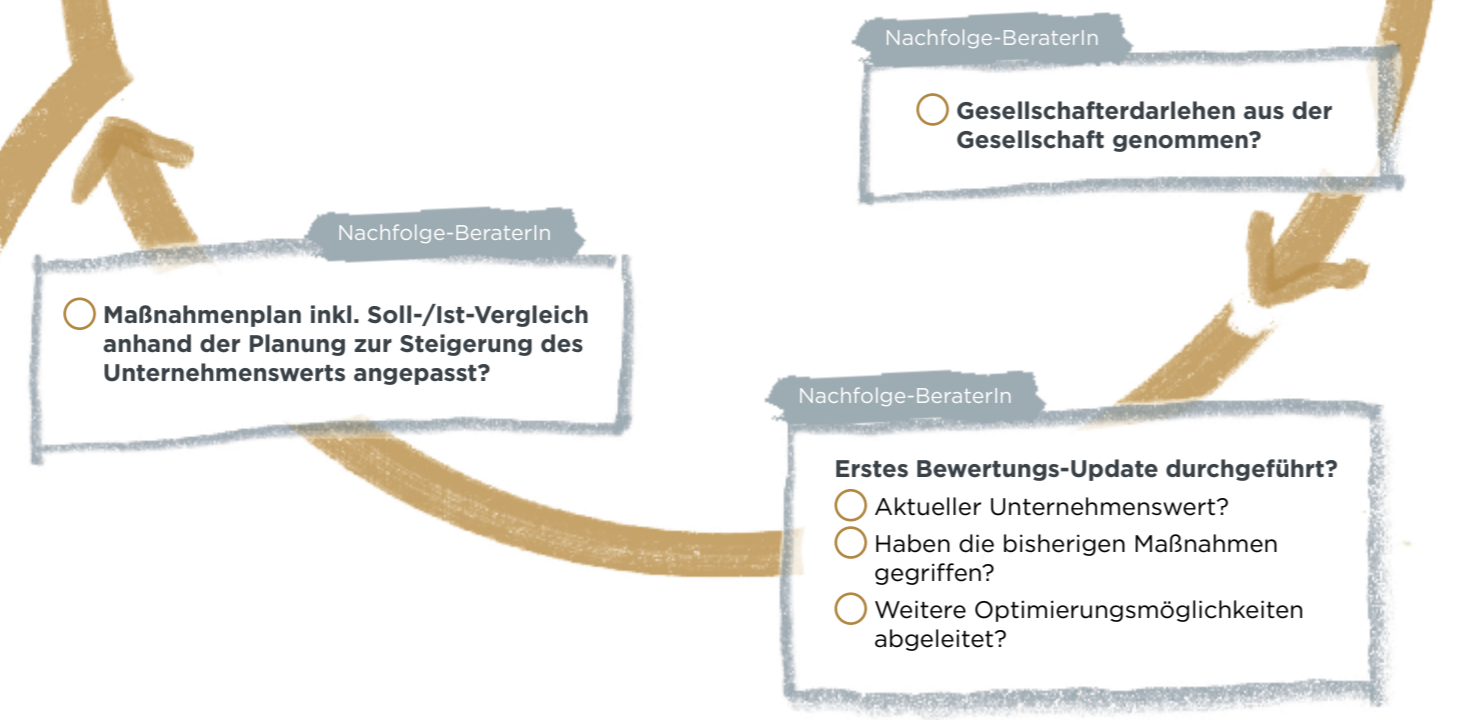 Nachfolge-BeraterIn
Gesellschafterdarlehen aus der
Gesellschaft genommen?
Nachfolge-BeraterIn
Maßnahmenplan inkl. Soll-/Ist-Vergleich
anhand der Planung zur Steigerung des
Unternehmenswerts angepasst?
Nachfolge-BeraterIn
Erstes Bewertungs-Update durchgeführt?
Aktueller Unternehmenswert?
Haben die bisherigen Maßnahmen
gegriffen?
Weitere Optimierungsmöglichkeiten
abgeleitet?